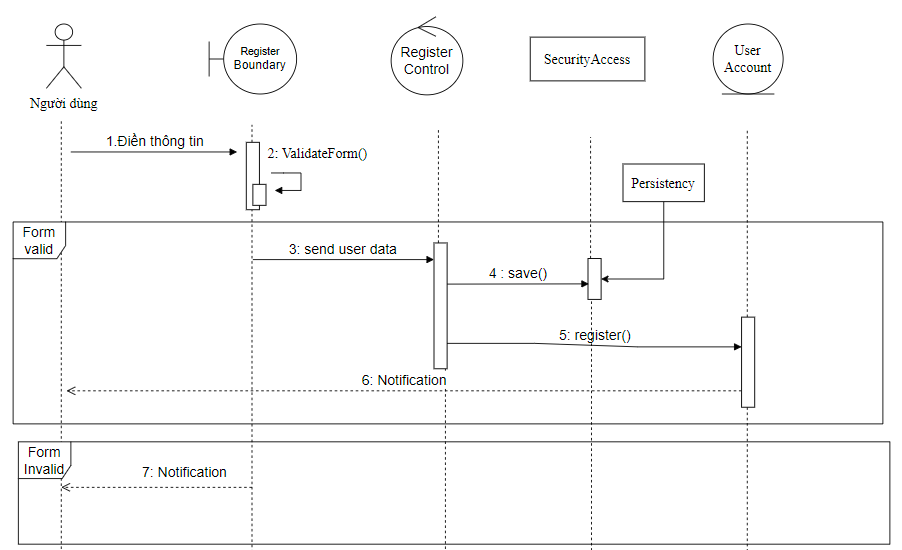 Register
Boundary
Register
Control
SecurityAccess
User
Account
Người dùng
1.Điền thông tin
2: ValidateForm()
Persistency
Form
valid
3: send user data
4 : save()
5: register()
6: Notification
Form
Invalid
7: Notification